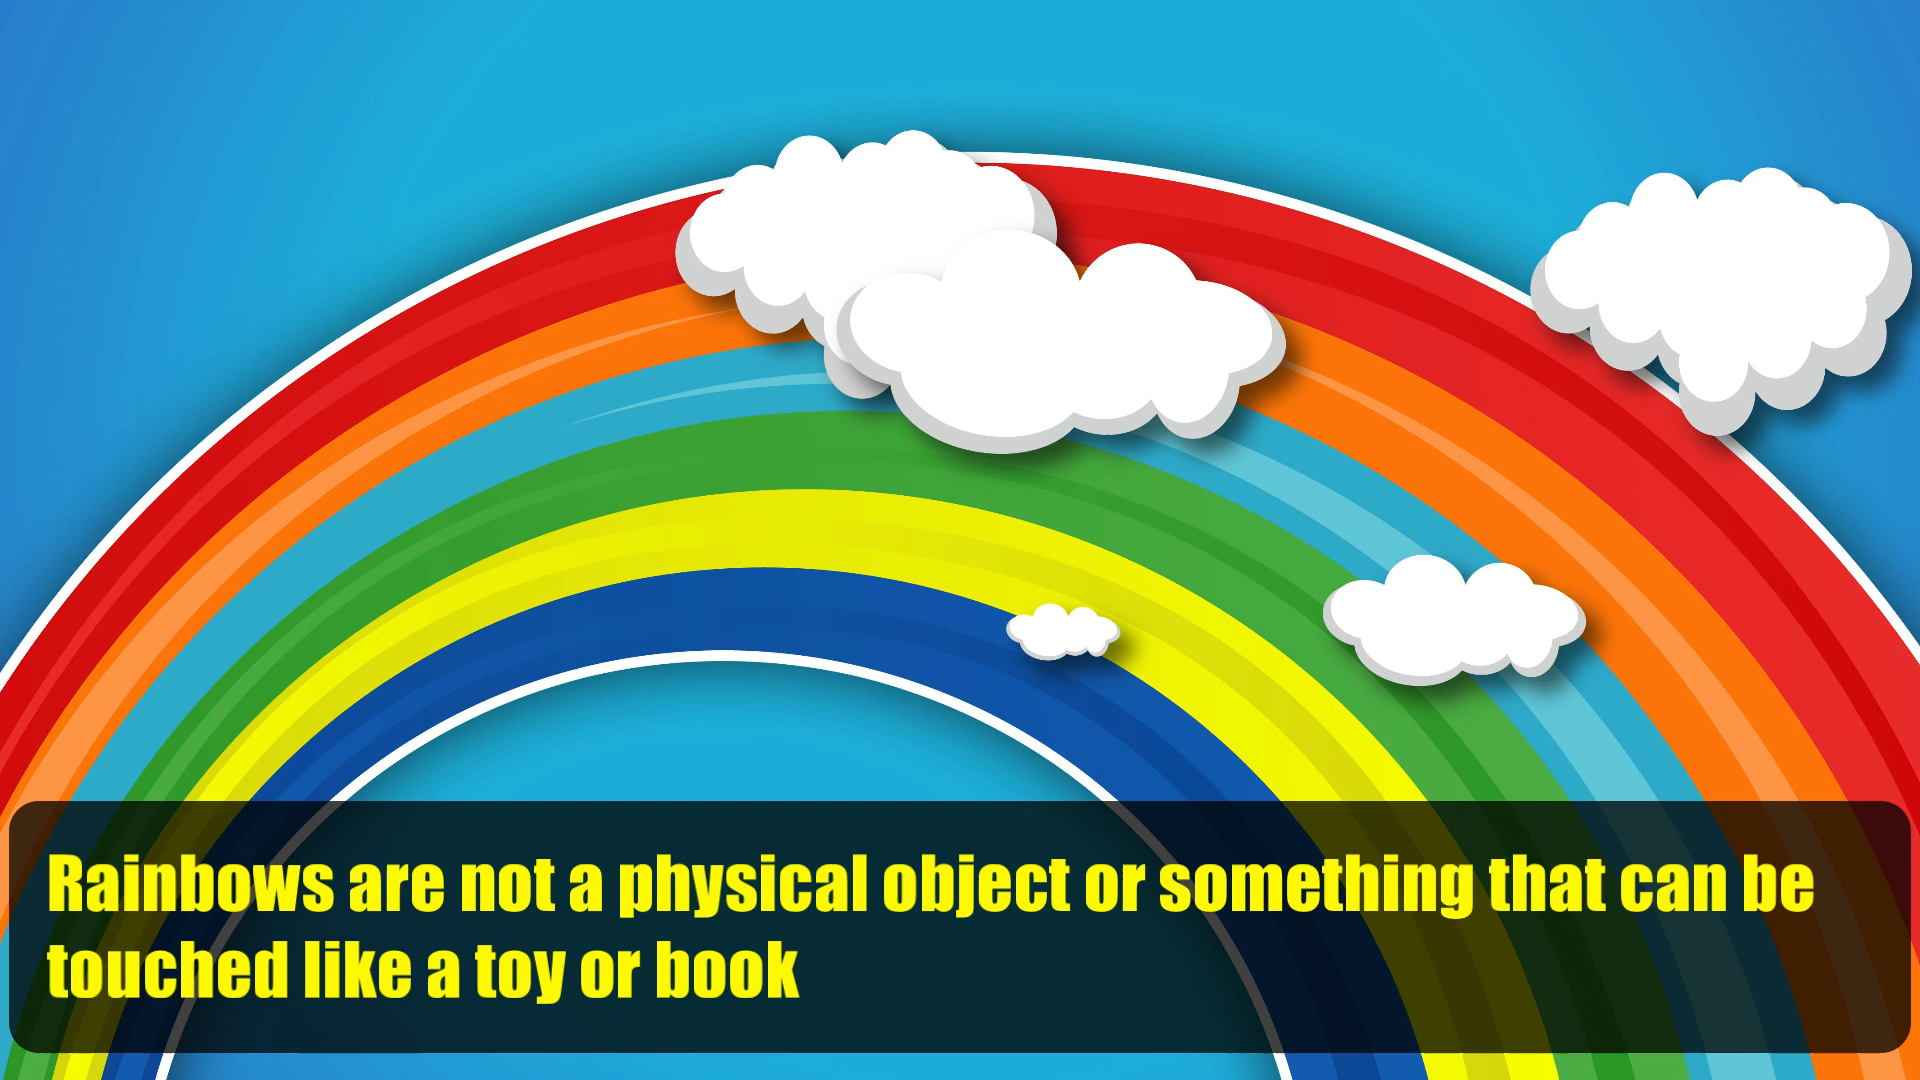 Rainbows are not a physical object or something that can be
touched like a toy or book